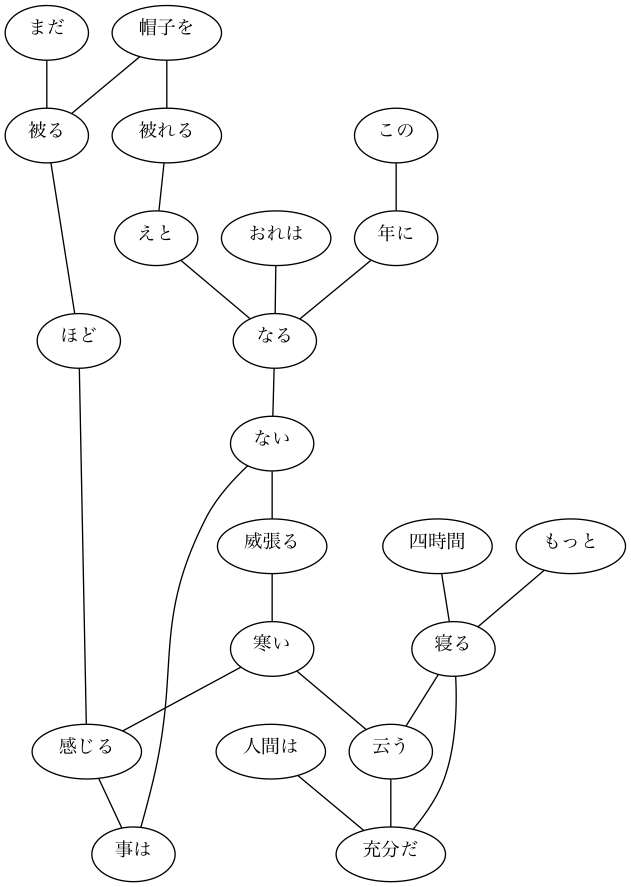 まだ
帽子を
被る
被れる
この
えと
おれは
年に
ほど
なる
ない
威張る
四時間
もっと
寒い
寝る
感じる
人間は
云う
事は
充分だ